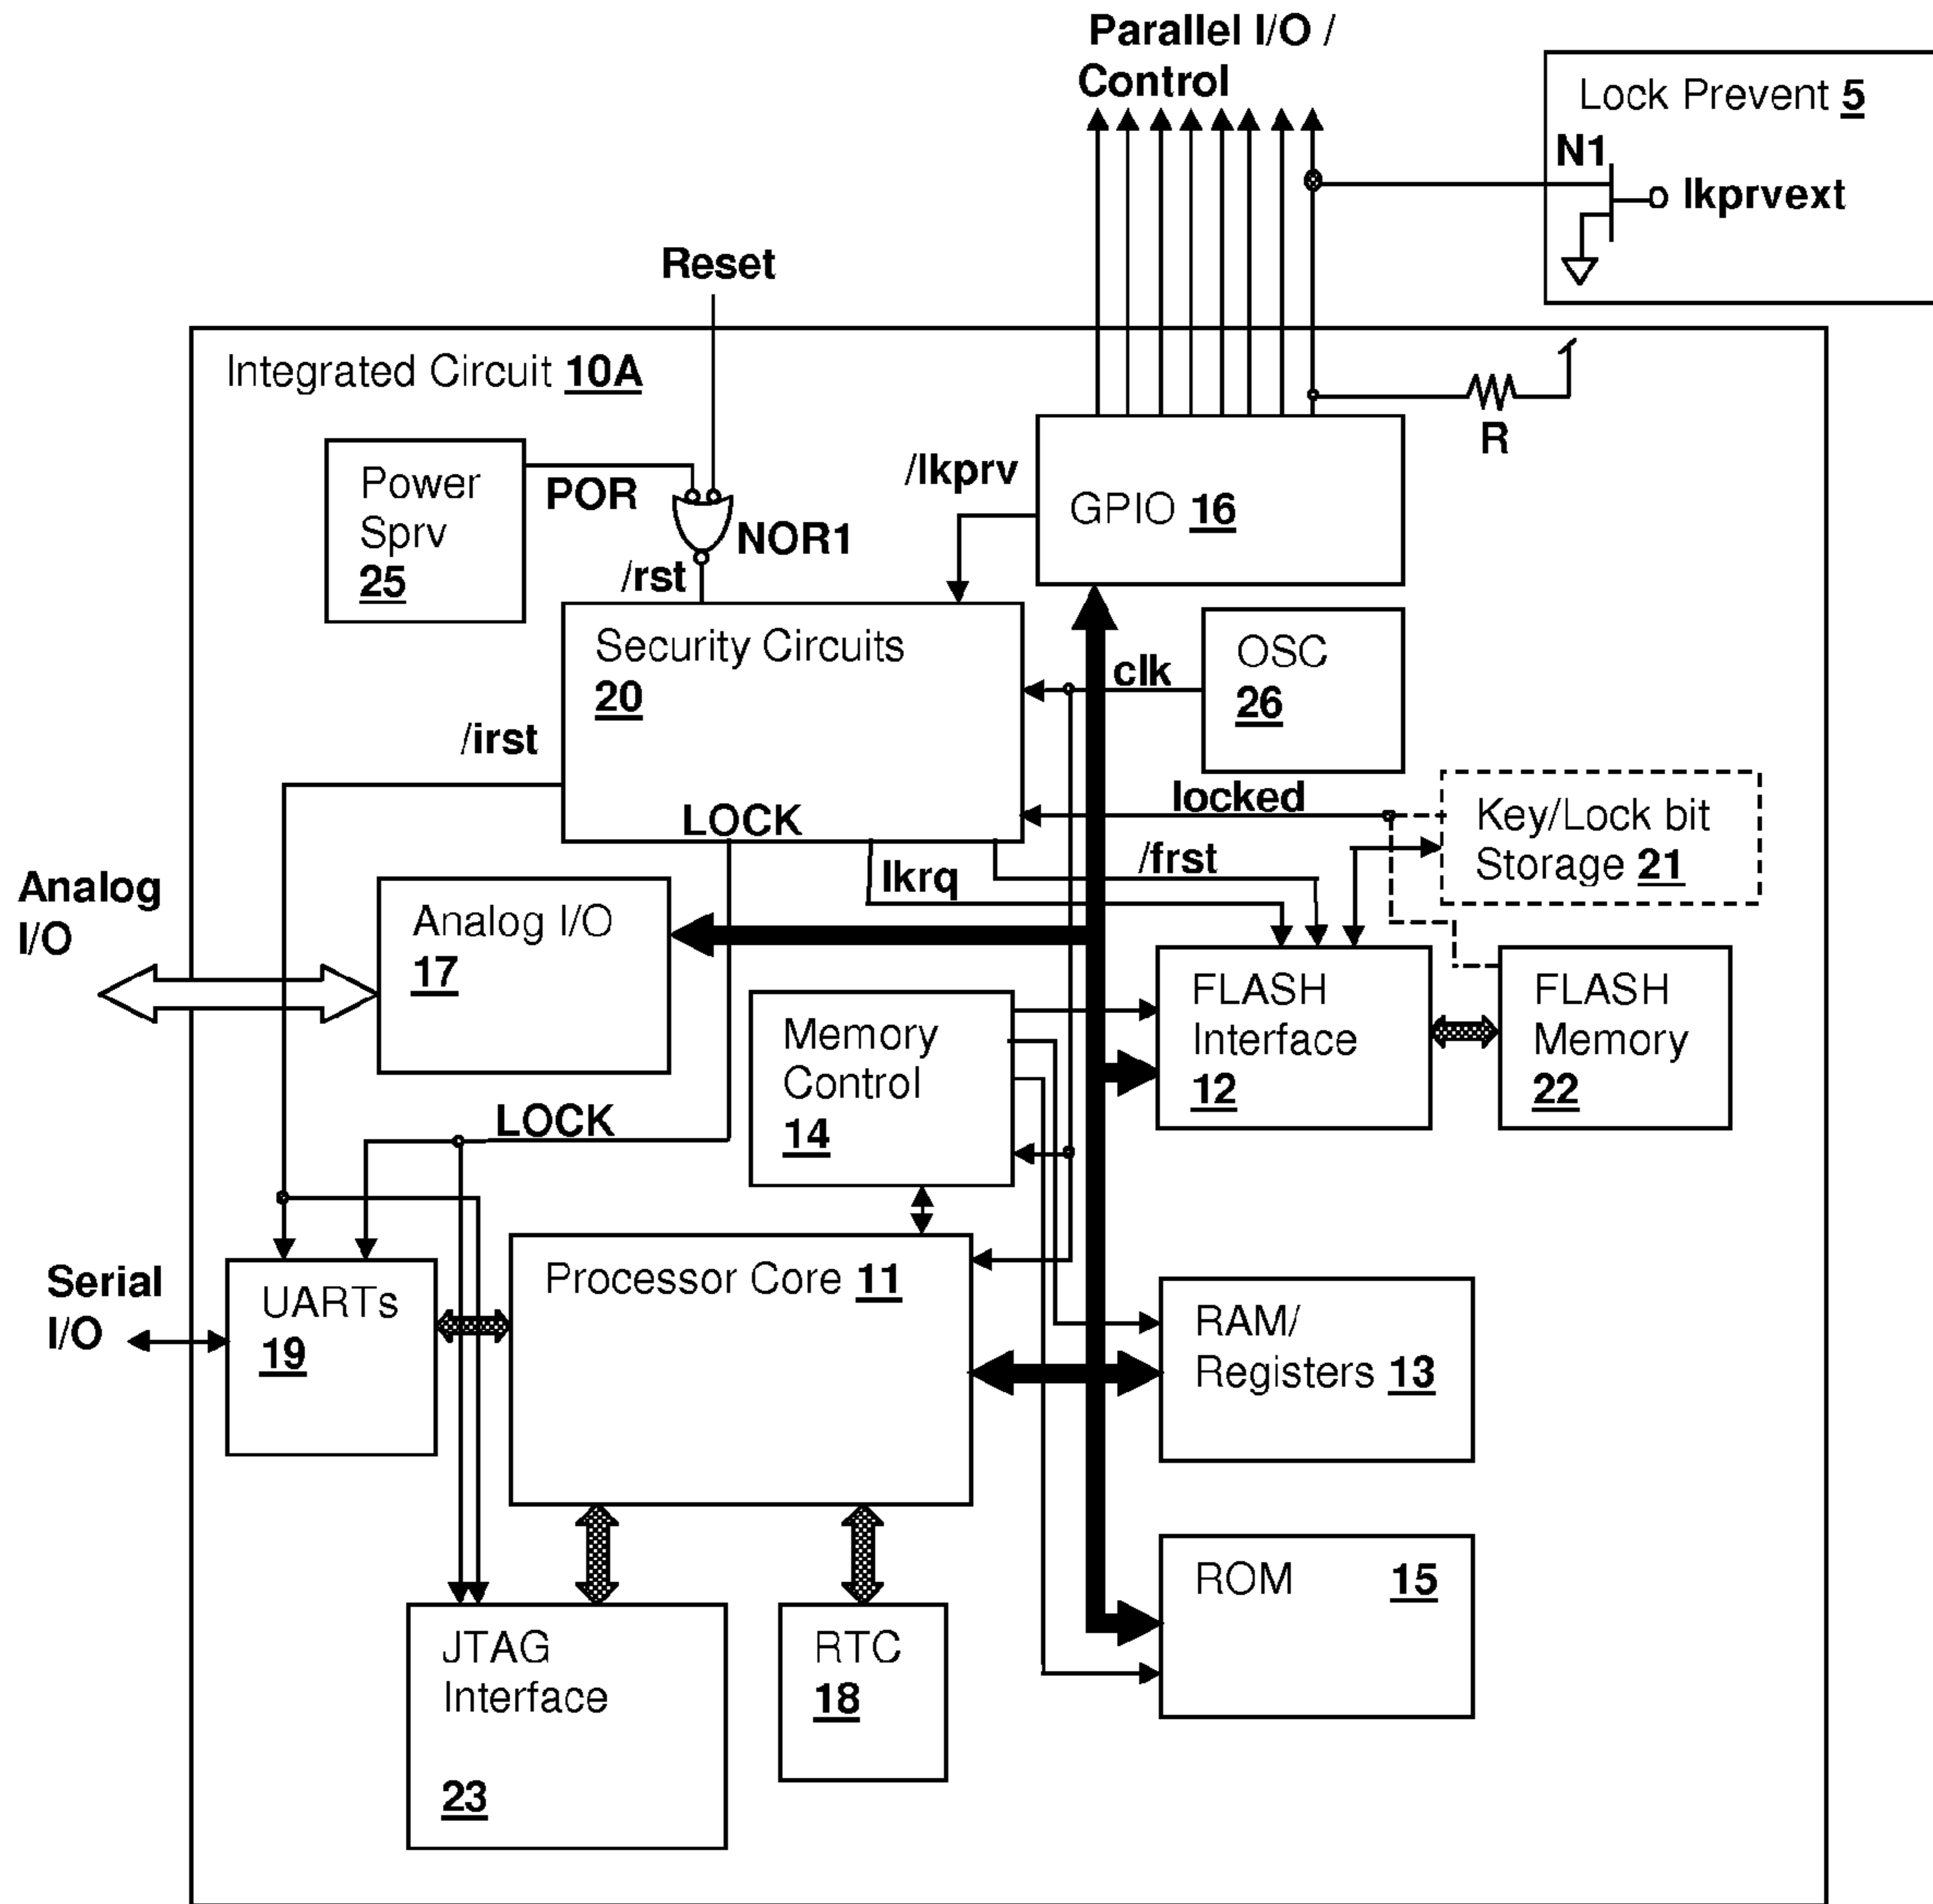 Parallel I/O /
Control
Lock Prevent 5
N1
lkprvext
Reset
Integrated Circuit 10A
R
Power
Sprv
25
POR
NOR1
/rst
/lkprv
GPIO 16
Security Circuits
20
clk
OSC
26
/irst
LOCK
locked
Key/Lock bit
Storage 21
lkrq
/frst
Analog
I/O
Analog I/O
17
FLASH
Interface
12
FLASH
Memory
22
Memory
Control
14
LOCK
Serial
I/O
UARTs
19
Processor Core 11
RAM/
Registers 13
ROM 15
JTAG
Interface
23
RTC
18